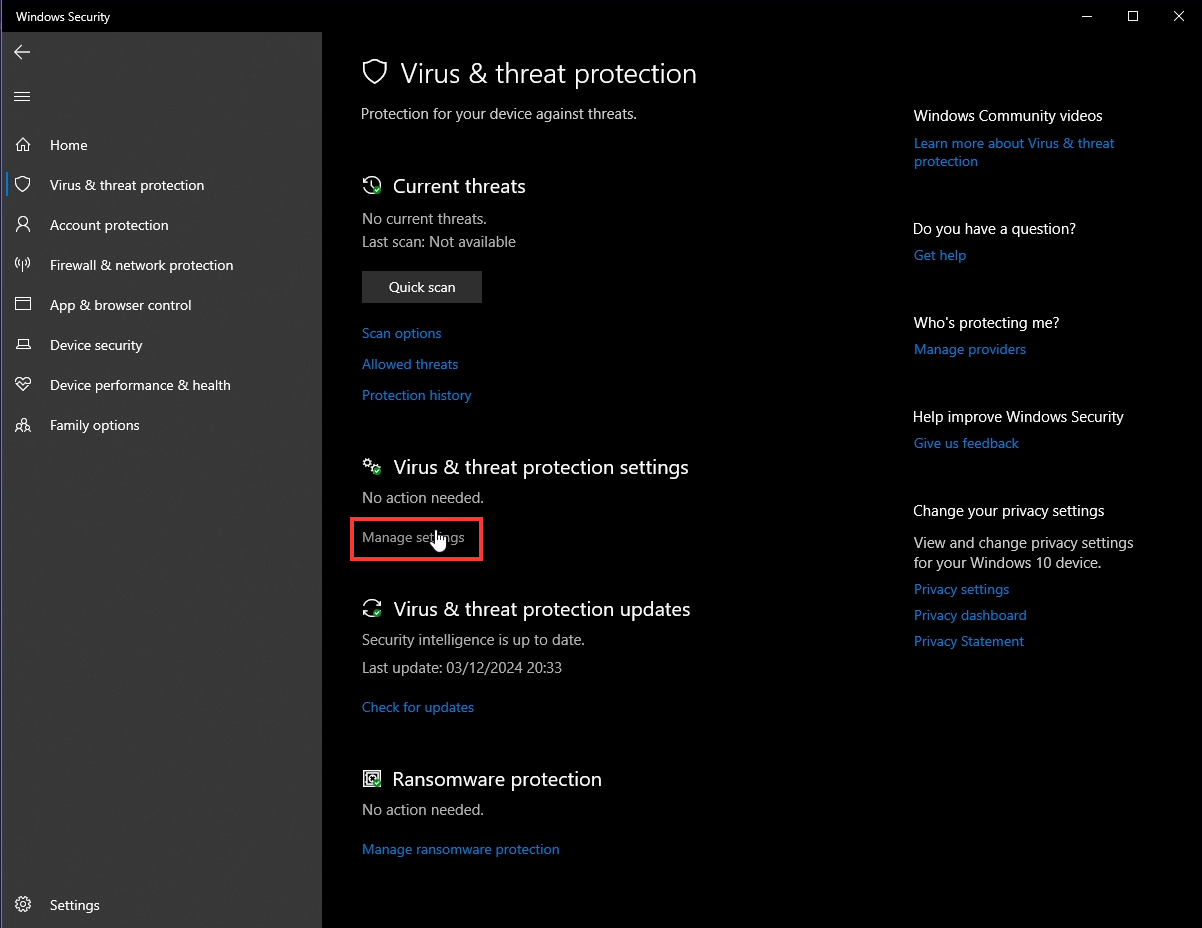 Windows Security
Home
Virus & threat protection
Account protection
Firewall & network protection
App & browser control
Device security
Device performance & health
Family options
Settings
Virus & threat protection
Protection for your device against threats.
Current threats
No current threats.
Last scan: Not available
Quick scan
Scan options
Allowed threats
Protection history
Virus & threat protection settings
No action needed.
Manage settings
Virus & threat protection updates
Security intelligence is up to date.
Last update: 03/12/2024 20:33
Check for updates
Ransomware protection
No action needed.
Manage ransomware protection
Windows Community videos
Learn more about Virus & threat
protection
Do you have a question?
Get help
Who's protecting me?
Manage providers
Help improve Windows Security
Give us feedback
Change your privacy settings
View and change privacy settings
for your Windows 10 device.
Privacy settings
Privacy dashboard
Privacy Statement